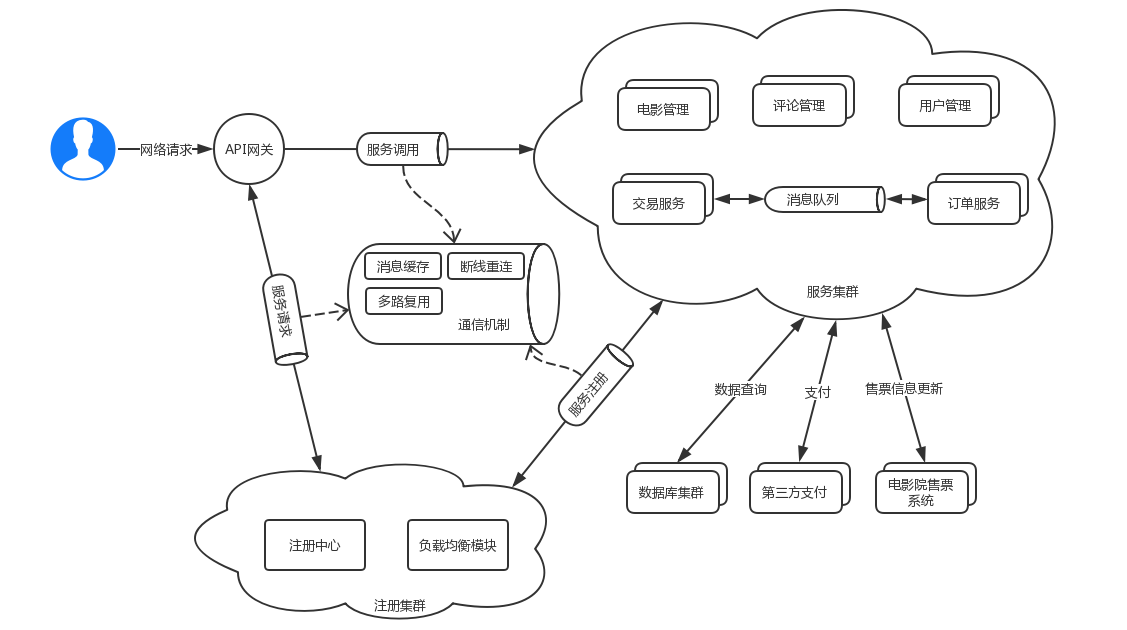 电影管理
评论管理
用户管理
网络请求
API网关
服务调用
交易服务
消息队列
订单服务
消息缓存
断线重连
多路复用
通信机制
服务集群
服务请求
服务注册
数据查询
支付
售票信息更新
数据库集群
第三方支付
电影院售票
系统
注册中心
负载均衡模块
注册集群